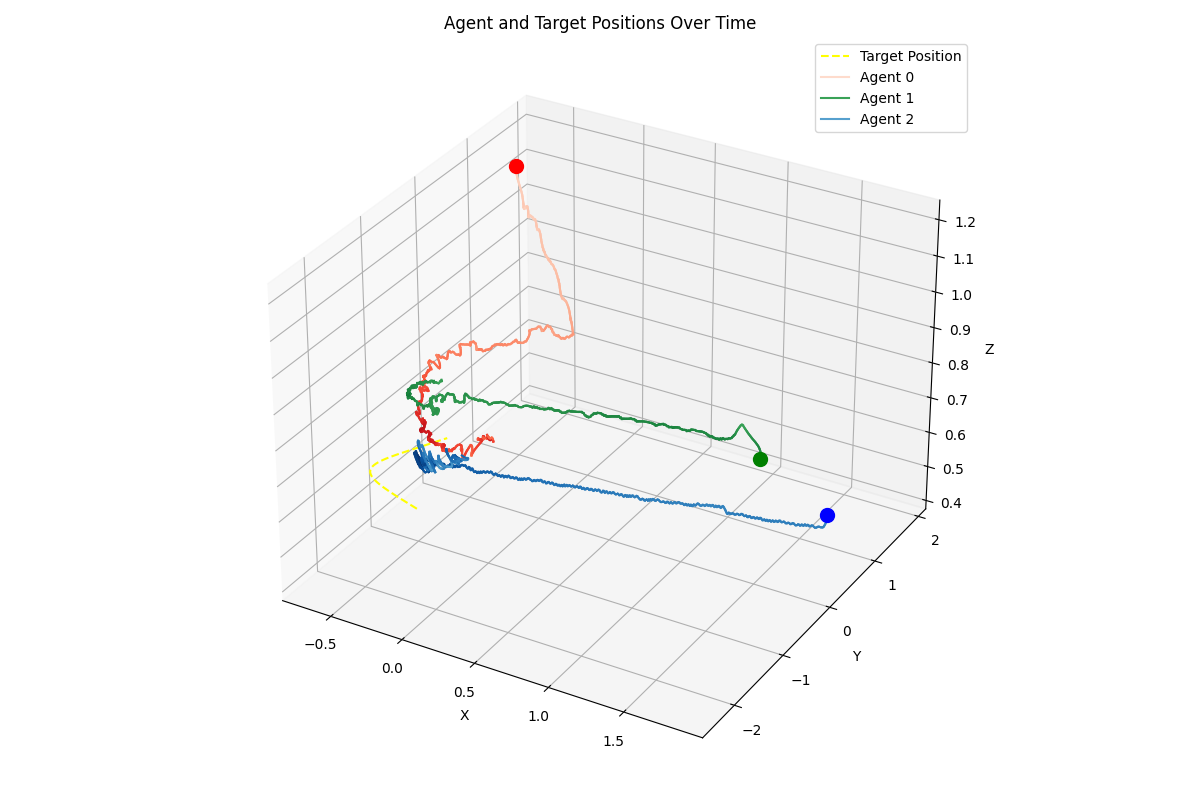 Agent and Target Positions Over Time
Target Position
Agent 0
Agent 1
Agent 2
1.2
1.1
1.0
0.9
0.8
0.7
0.6
0.5
0.4
Z
2
1
0
−1
−2
Y
−0.5
0.0
0.5
1.0
1.5
X